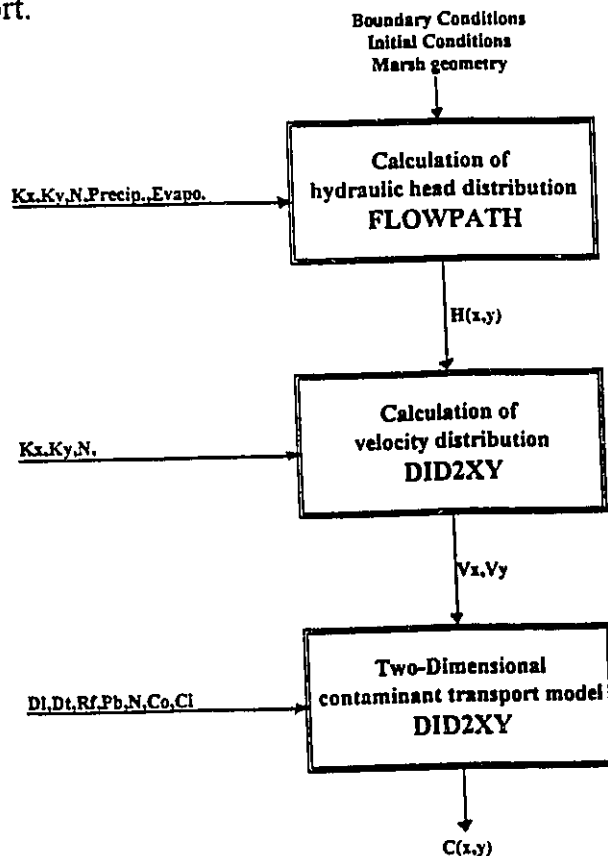 ort.
Boundary Conditions
Initial Conditions
Marsh geometry
Calculation of
hydraulic head distribution
FLOWPATH
Kx,Ky,N,Precip.,Evapo.
H(x,y)
Calculation of
velocity distribution
DID2XY
Kx,Ky,N,
Vx,Vy
Two-Dimensional
contaminant transport model
DID2XY
Dl,Dt,Rf,Pb,N,Co,Ci
C(x,y)